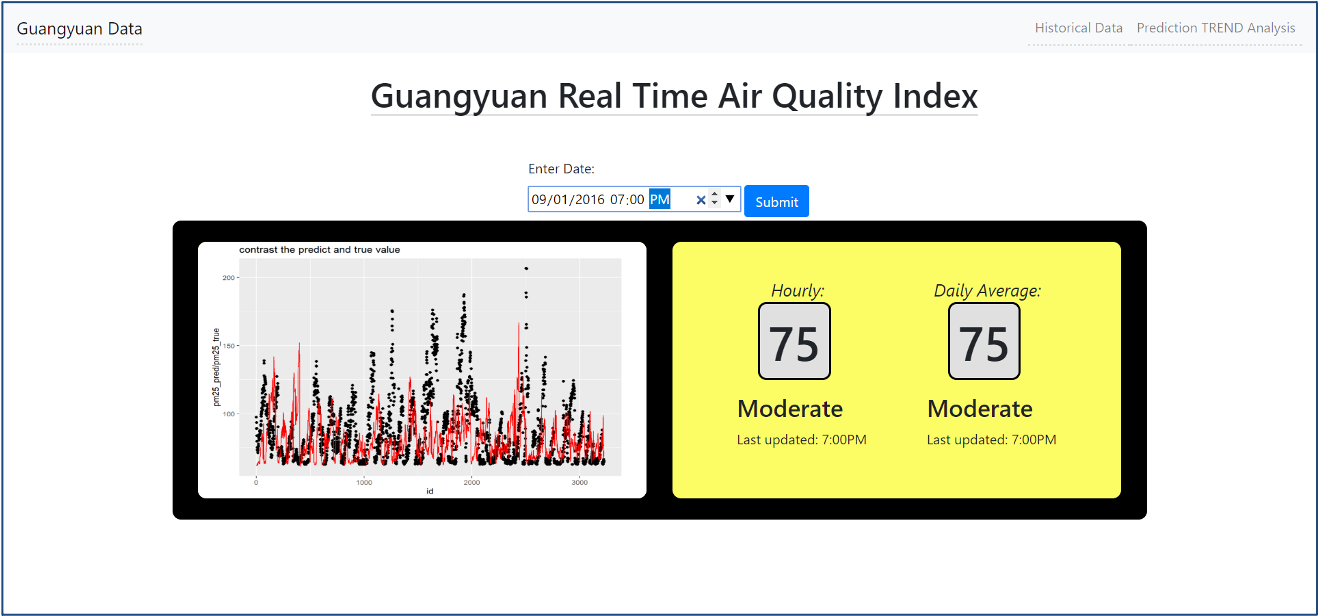 Guangyuan Data
Historical Data Prediction TREND Analysis
Guangyuan Real Time Air Quality Index
Enter Date:
09/01/2016 07:00 PM
Submit
contrast the predict and true value
200
150
100
pm25_pred/pm25_true
0 1000 2000 3000
id
Hourly: Daily Average:
75 75
Moderate Moderate
Last updated: 7:00PM Last updated: 7:00PM